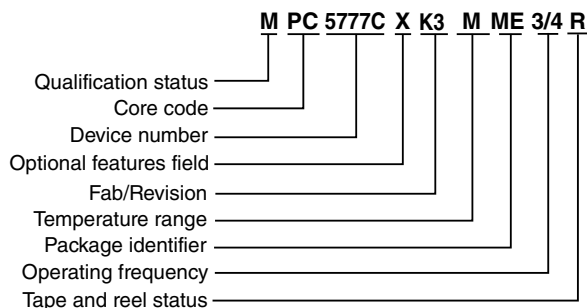 M PC 5777C X K3 M ME 3/4 R
Qualification status
Core code
Device number
Optional features field
Fab/Revision
Temperature range
Package identifier
Operating frequency
Tape and reel status